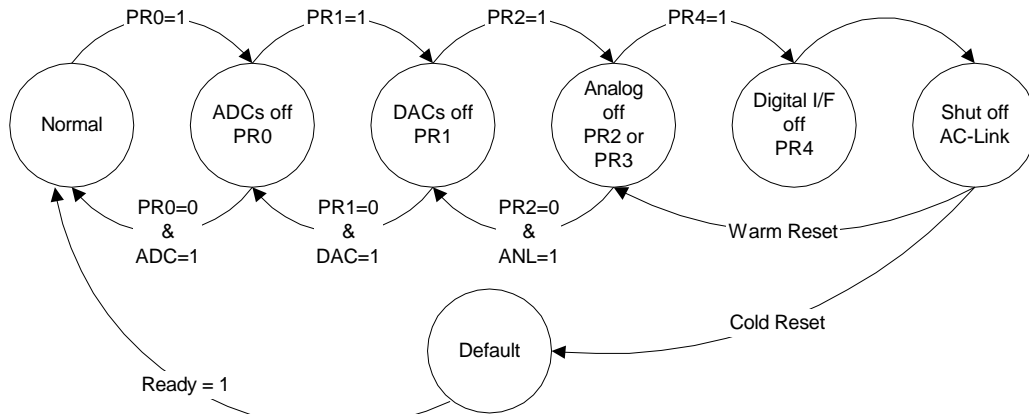 PR0=1
PR1=1
PR2=1
PR4=1
Normal
ADCs off
PR0
DACs off
PR1
Analog
off
PR2 or
PR3
Digital I/F
off
PR4
Shut off
AC-Link
PR0=0
&
ADC=1
PR1=0
&
DAC=1
PR2=0
&
ANL=1
Warm Reset
Cold Reset
Default
Ready = 1